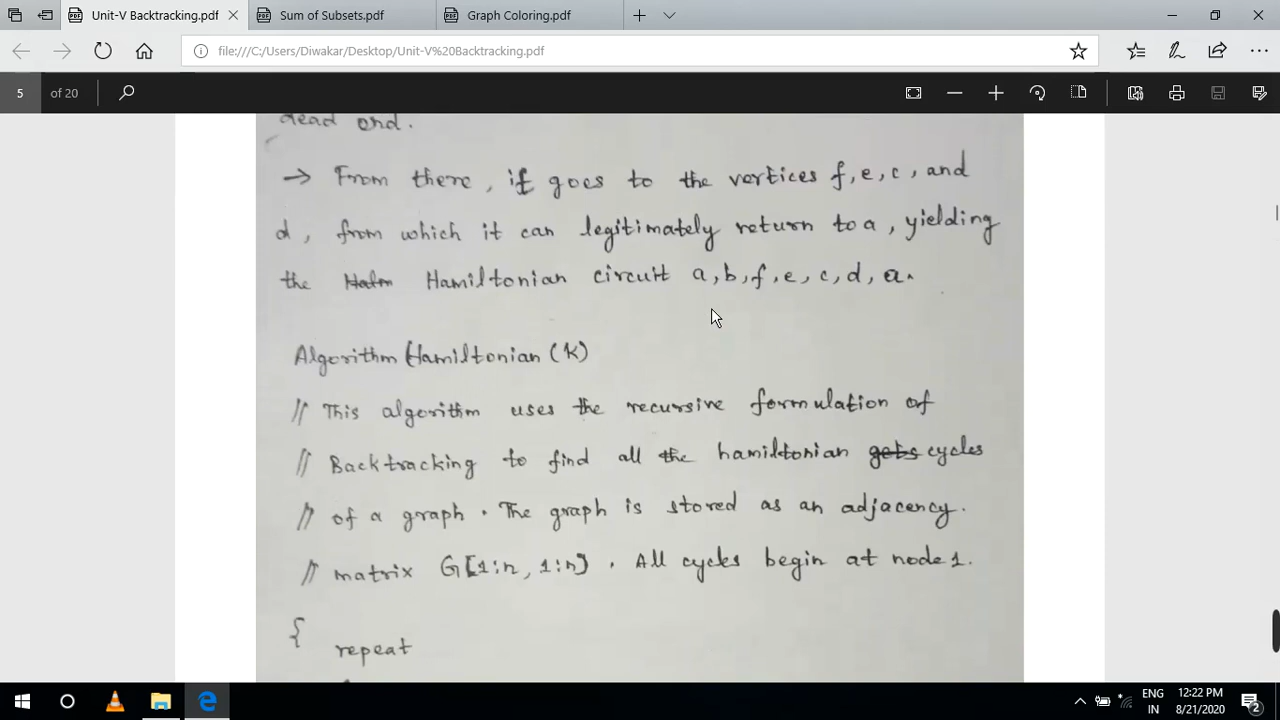 Unit-V Backtracking.pdf
Sum of Subsets.pdf
Graph Coloring.pdf
file:///C:/Users/Diwakar/Desktop/Unit-V%20Backtracking.pdf
5 of 20
dead end.
→ From there, it goes to the vertices f, e, c, and
d, from which it can legitimately return to a, yielding
the Halm Hamiltonian circuit a, b, f, e, c, d, a.
Algorithm Hamiltonian (K)
// This algorithm uses the recursive formulation of
// Backtracking to find all the hamiltonian gets cycles
// of a graph. The graph is stored as an adjacency.
// matrix G[1:n, 1:n]. All cycles begin at node 1.
{
repeat
ENG
IN
12:22 PM
8/21/2020
2